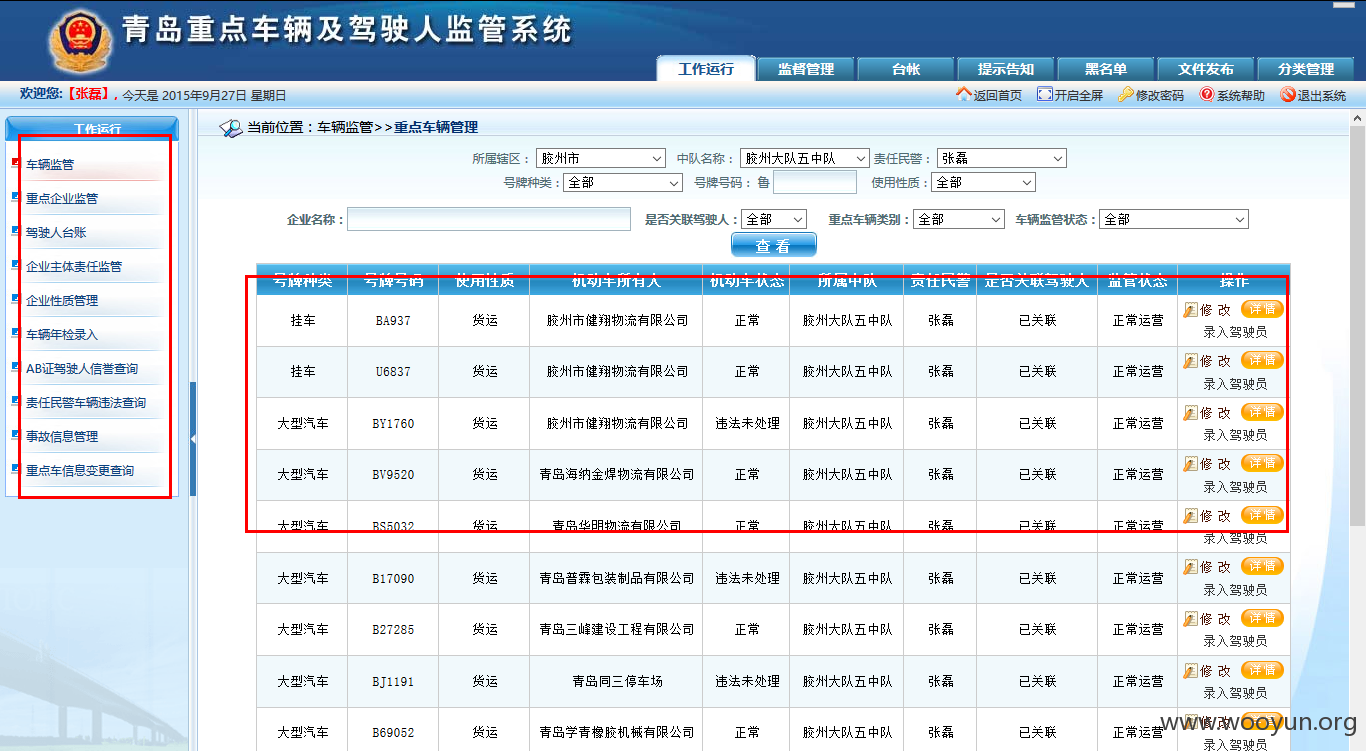 青岛重点车辆及驾驶人监管系统
工作运行 监督管理 台帐 提示告知 黑名单 文件发布 分类管理
欢迎您:【张磊】, 今天是 2015年9月27日 星期日 返回首页 开启全屏 修改密码 系统帮助 退出系统
工作运行
车辆监管
重点企业监管
驾驶人台账
企业主体责任监管
企业性质管理
车辆年检录入
AB证驾驶人信誉查询
责任民警车辆违法查询
事故信息管理
重点车信息变更查询
当前位置：车辆监管>>重点车辆管理
所属辖区： 胶州市 中队名称： 胶州大队五中队 责任民警： 张磊
号牌种类： 全部 号牌号码： 鲁 使用性质： 全部
企业名称： 是否关联驾驶人： 全部 重点车辆类别： 全部 车辆监管状态： 全部
查 看
号牌种类 号牌号码 使用性质 机动车所有人 机动车状态 所属中队 责任民警 是否关联驾驶人 监管状态 操作
挂车 BA937 货运 胶州市健翔物流有限公司 正常 胶州大队五中队 张磊 已关联 正常运营 修 改 详情
录入驾驶员
挂车 U6837 货运 胶州市健翔物流有限公司 正常 胶州大队五中队 张磊 已关联 正常运营 修 改 详情
录入驾驶员
大型汽车 BY1760 货运 胶州市健翔物流有限公司 违法未处理 胶州大队五中队 张磊 已关联 正常运营 修 改 详情
录入驾驶员
大型汽车 BV9520 货运 青岛海纳金焊物流有限公司 正常 胶州大队五中队 张磊 已关联 正常运营 修 改 详情
录入驾驶员
大型汽车 BS5032 货运 青岛华明物流有限公司 正常 胶州大队五中队 张磊 已关联 正常运营 修 改 详情
录入驾驶员
大型汽车 B17090 货运 青岛普霖包装制品有限公司 违法未处理 胶州大队五中队 张磊 已关联 正常运营 修 改 详情
录入驾驶员
大型汽车 B27285 货运 青岛三峰建设工程有限公司 正常 胶州大队五中队 张磊 已关联 正常运营 修 改 详情
录入驾驶员
大型汽车 BJ1191 货运 青岛同三停车场 违法未处理 胶州大队五中队 张磊 已关联 正常运营 修 改 详情
录入驾驶员
大型汽车 B69052 货运 青岛学青橡胶机械有限公司 正常 胶州大队五中队 张磊 已关联 正常运营 修 改
录入驾驶员
www.wooyun.org